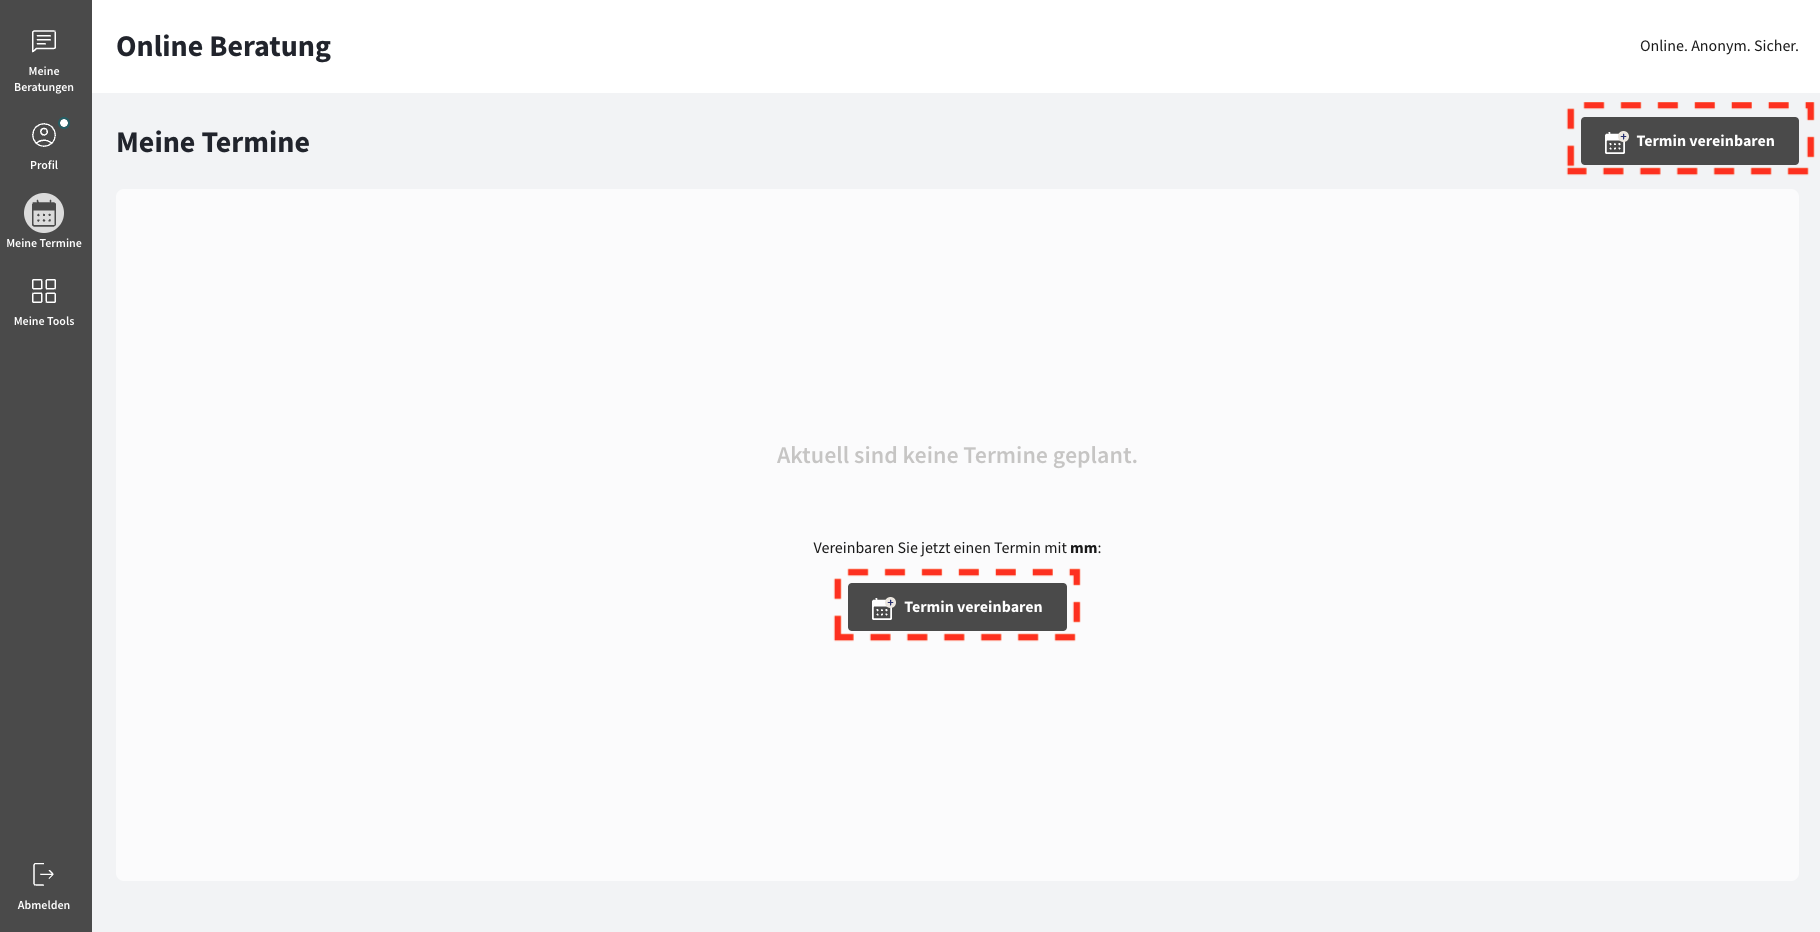 Online Beratung
Online. Anonym. Sicher.
Meine
Beratungen
Profil
Meine Termine
Meine Tools
Abmelden
Meine Termine
Termin vereinbaren
Aktuell sind keine Termine geplant.
Vereinbaren Sie jetzt einen Termin mit mm:
Termin vereinbaren